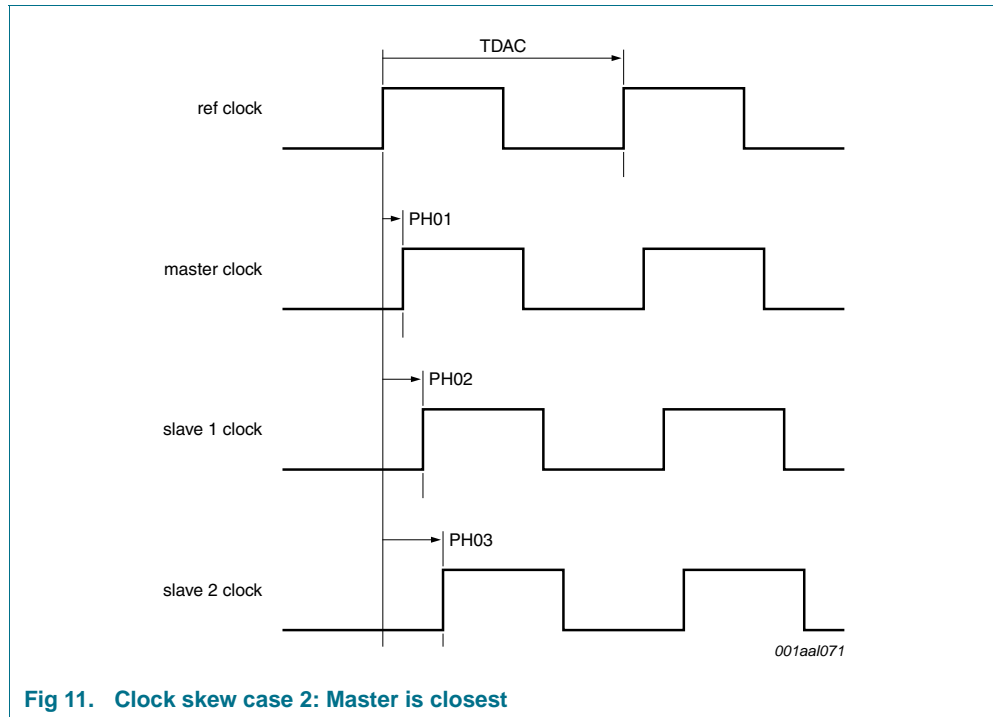 TDAC
ref clock
PH01
master clock
PH02
slave 1 clock
PH03
slave 2 clock
001aal071
Fig 11. Clock skew case 2: Master is closest